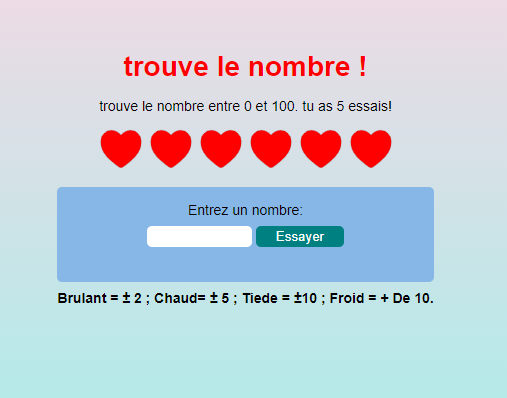 trouve le nombre !
trouve le nombre entre 0 et 100. tu as 5 essais!
Entrez un nombre:
Essayer
Brulant = ± 2 ; Chaud= ± 5 ; Tiede = ±10 ; Froid = + De 10.